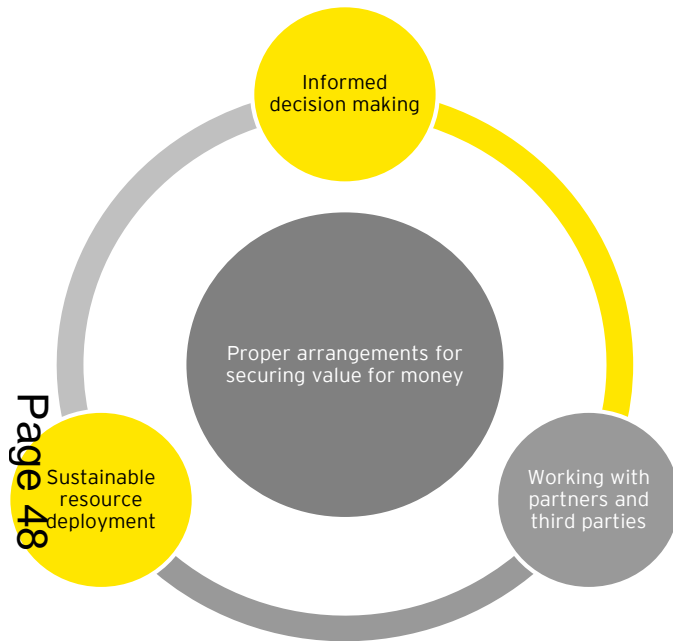 Informed
decision making
Proper arrangements for
securing value for money
Sustainable
resource
deployment
Working with
partners and
third parties
Page 48